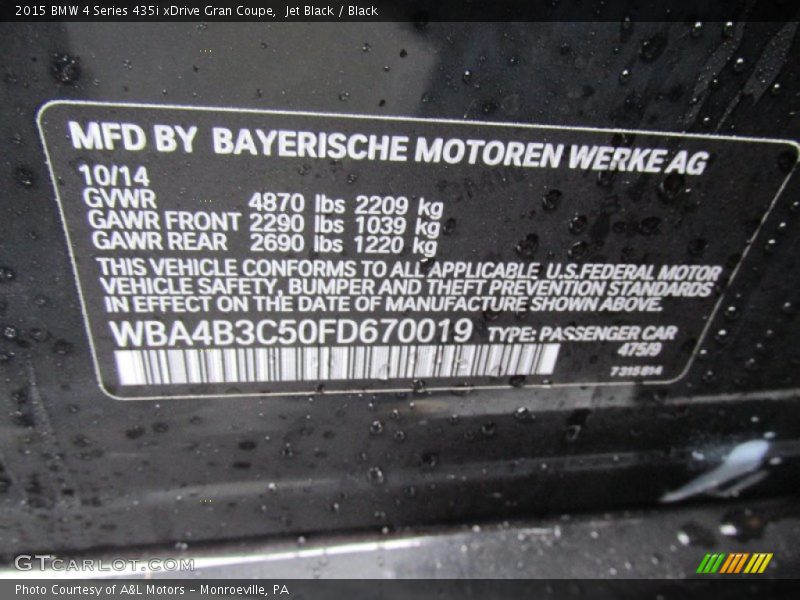 2015 BMW 4 Series 435i xDrive Gran Coupe,  Jet Black / Black
MFD BY BAYERISCHE MOTOREN WERKE AG
10/14
GVWR 4870 lbs 2209 kg
GAWR FRONT 2290 lbs 1039 kg
GAWR REAR 2690 lbs 1220 kg
THIS VEHICLE CONFORMS TO ALL APPLICABLE U.S.FEDERAL MOTOR
VEHICLE SAFETY, BUMPER AND THEFT PREVENTION STANDARDS
IN EFFECT ON THE DATE OF MANUFACTURE SHOWN ABOVE.
WBA4B3C50FD670019 TYPE: PASSENGER CAR
475/9
7315814
GTCARLOT.COM
Photo Courtesy of A&L Motors – Monroeville, PA